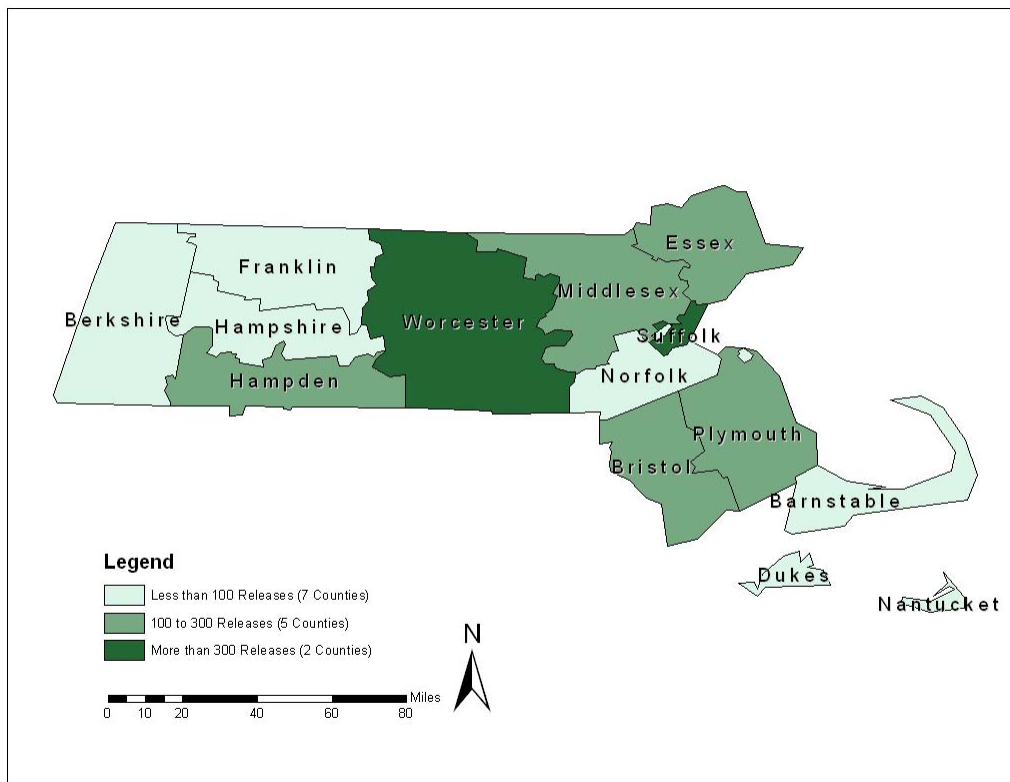 Essex
Franklin
Middlesex
Berkshire
Hampshire
Worcester
Suffolk
Norfolk
Hampden
Plymouth
Bristol
Barnstable
Dukes
Nantucket
Legend
Less than 100 Releases (7 Counties)
100 to 300 Releases (5 Counties)
More than 300 Releases (2 Counties)
N
Miles
0 10 20 40 60 80